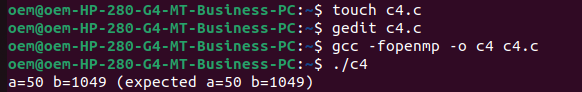 oem@oem-HP-280-G4-MT-Business-PC:~$ touch c4.c
oem@oem-HP-280-G4-MT-Business-PC:~$ gedit c4.c
oem@oem-HP-280-G4-MT-Business-PC:~$ gcc -fopenmp -o c4 c4.c
oem@oem-HP-280-G4-MT-Business-PC:~$ ./c4
a=50 b=1049 (expected a=50 b=1049)